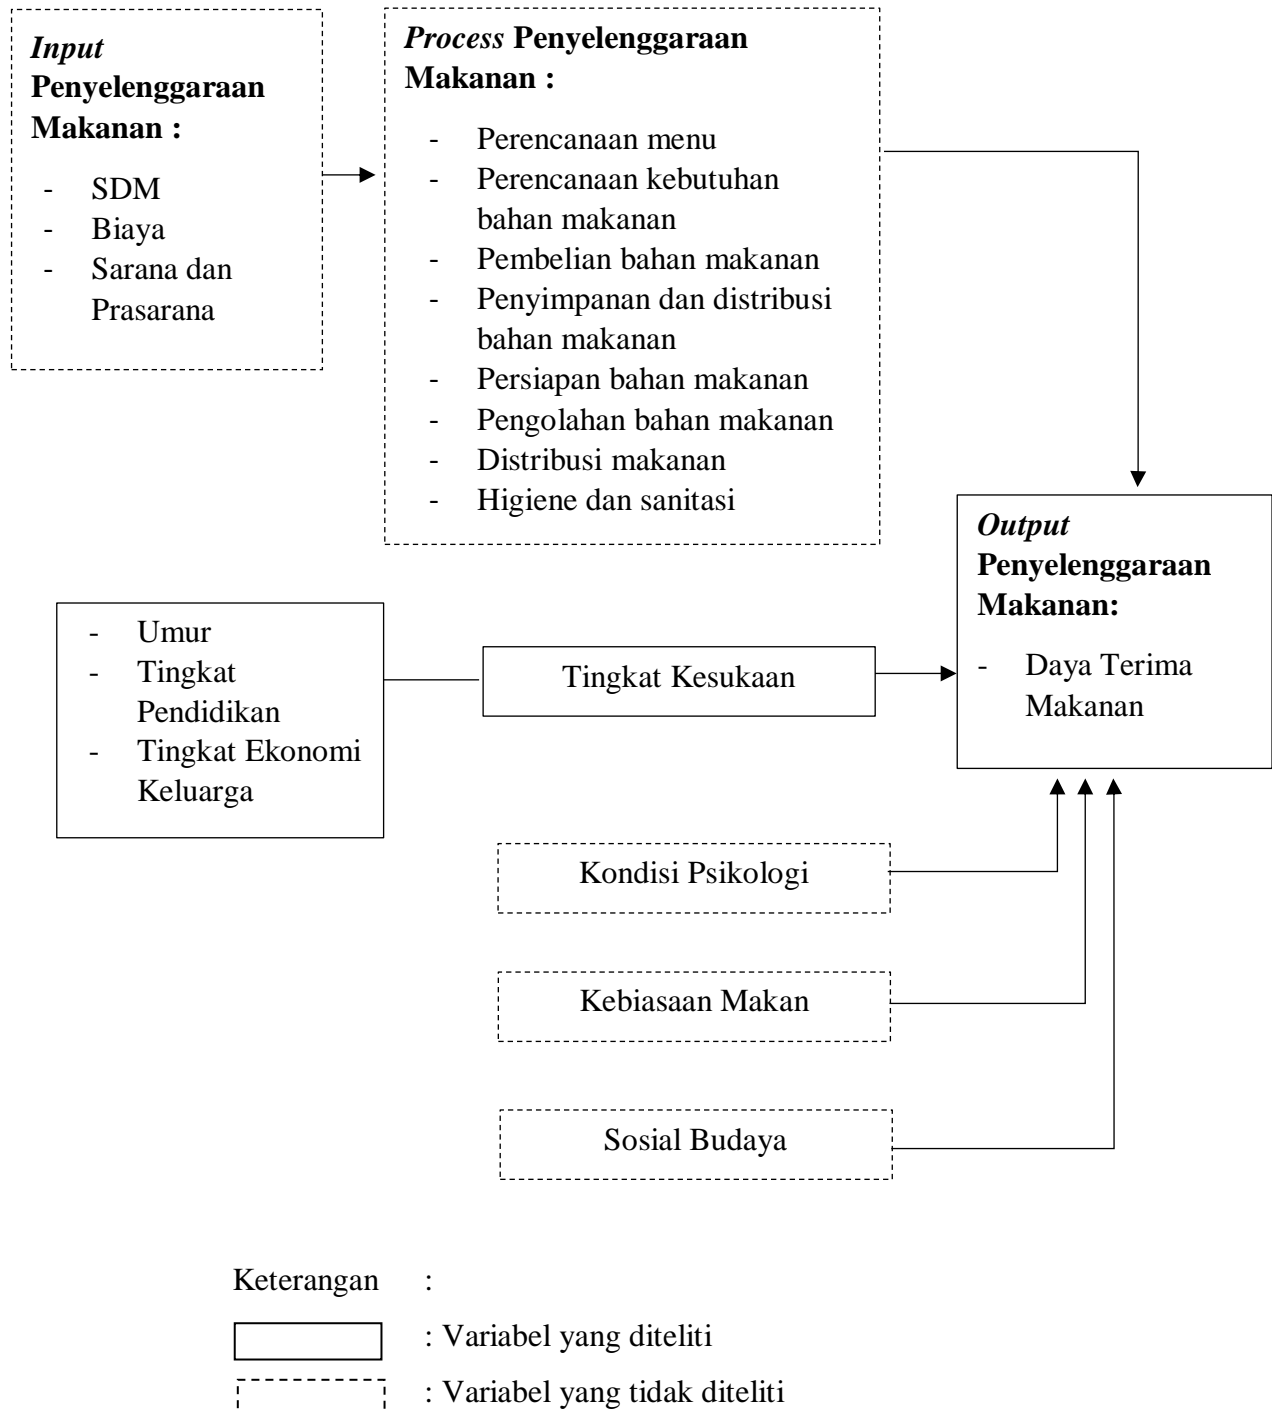 Input
Penyelenggaraan
Makanan :
- SDM
- Biaya
- Sarana dan
Prasarana
Process Penyelenggaraan
Makanan :
- Perencanaan menu
- Perencanaan kebutuhan
bahan makanan
- Pembelian bahan makanan
- Penyimpanan dan distribusi
bahan makanan
- Persiapan bahan makanan
- Pengolahan bahan makanan
- Distribusi makanan
- Higiene dan sanitasi
Output
Penyelenggaraan
Makanan:
- Daya Terima
Makanan
- Umur
- Tingkat
Pendidikan
- Tingkat Ekonomi
Keluarga
Tingkat Kesukaan
Kondisi Psikologi
Kebiasaan Makan
Sosial Budaya
Keterangan :
: Variabel yang diteliti
: Variabel yang tidak diteliti